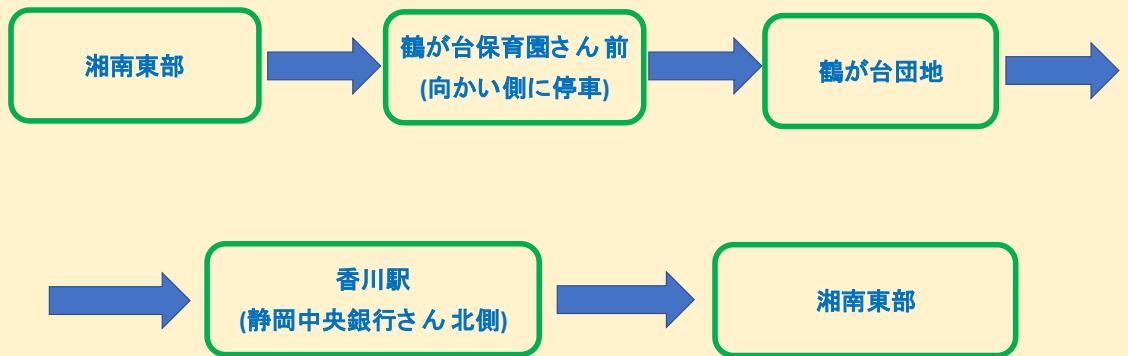 湘南東部
鶴が台保育園さん前
(向かい側に停車)
鶴が台団地
香川駅
(静岡中央銀行さん北側)
湘南東部